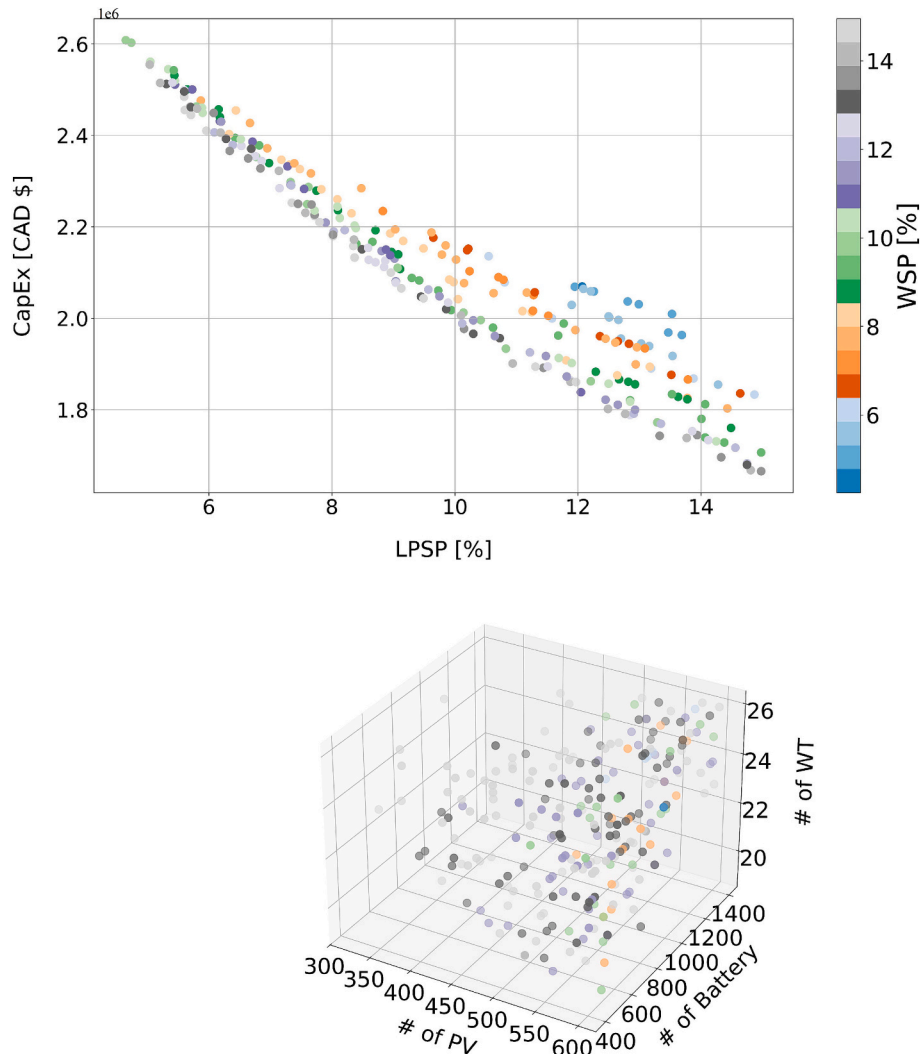 1e6
2.6
2.4
2.2
2.0
1.8
CapEx [CAD $]
6 8 10 12 14
LPSP [%]
14
12
10
8
6
WSP [%]
26
24
22
20
# of WT
300 350 400 450 500 550 600
# of PV
400 600 800 1000 1200 1400
# of Battery